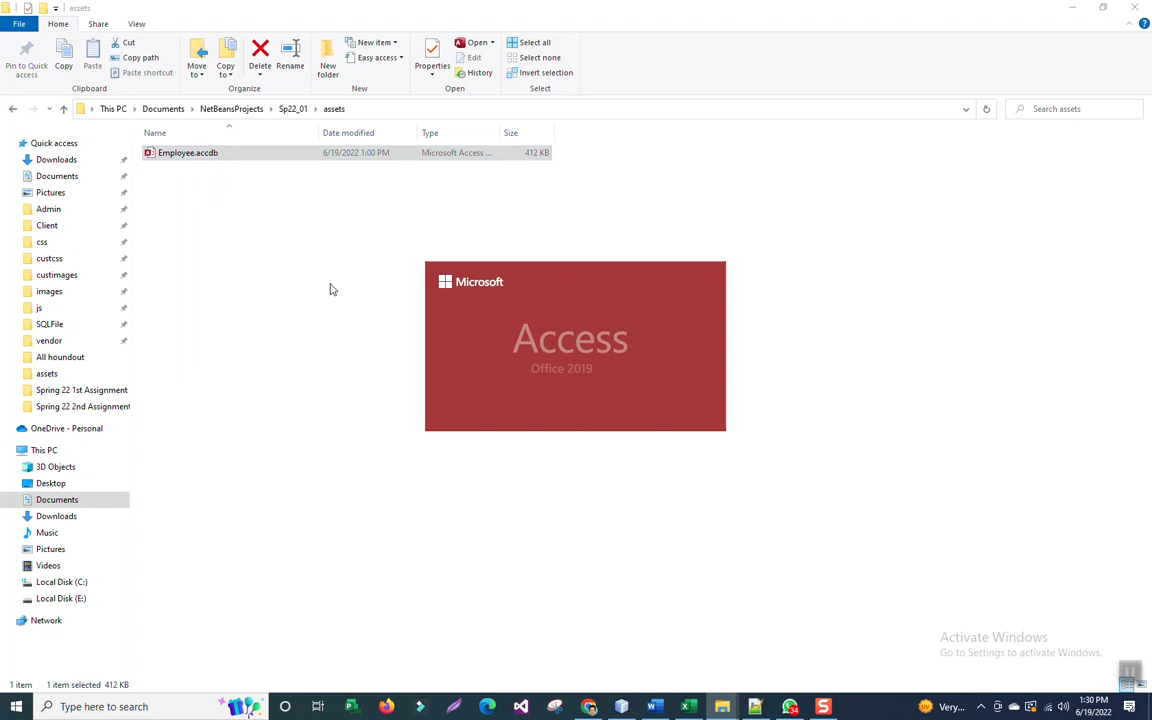 assets
File Home Share View
Pin to Quick access
Copy
Paste
Cut
Copy path
Paste shortcut
Clipboard
Move to
Copy to
Delete
Rename
Organize
New folder
New item
Easy access
New
Properties
Open
Edit
History
Open
Select all
Select none
Invert selection
Select
This PC > Documents > NetBeansProjects > Sp22_01 > assets
Search assets
Name Date modified Type Size
Employee.accdb 6/19/2022 1:00 PM Microsoft Access ... 412 KB
Quick access
Downloads
Documents
Pictures
Admin
Client
css
custcss
custimages
images
js
SQLFile
vendor
All houndout
assets
Spring 22 1st Assignment
Spring 22 2nd Assignment
OneDrive - Personal
This PC
3D Objects
Desktop
Documents
Downloads
Music
Pictures
Videos
Local Disk (C:)
Local Disk (E:)
Network
Microsoft
Access
Office 2019
Activate Windows
Go to Settings to activate Windows.
1 item 1 item selected 412 KB
Type here to search
34
Very...
1:30 PM
6/19/2022